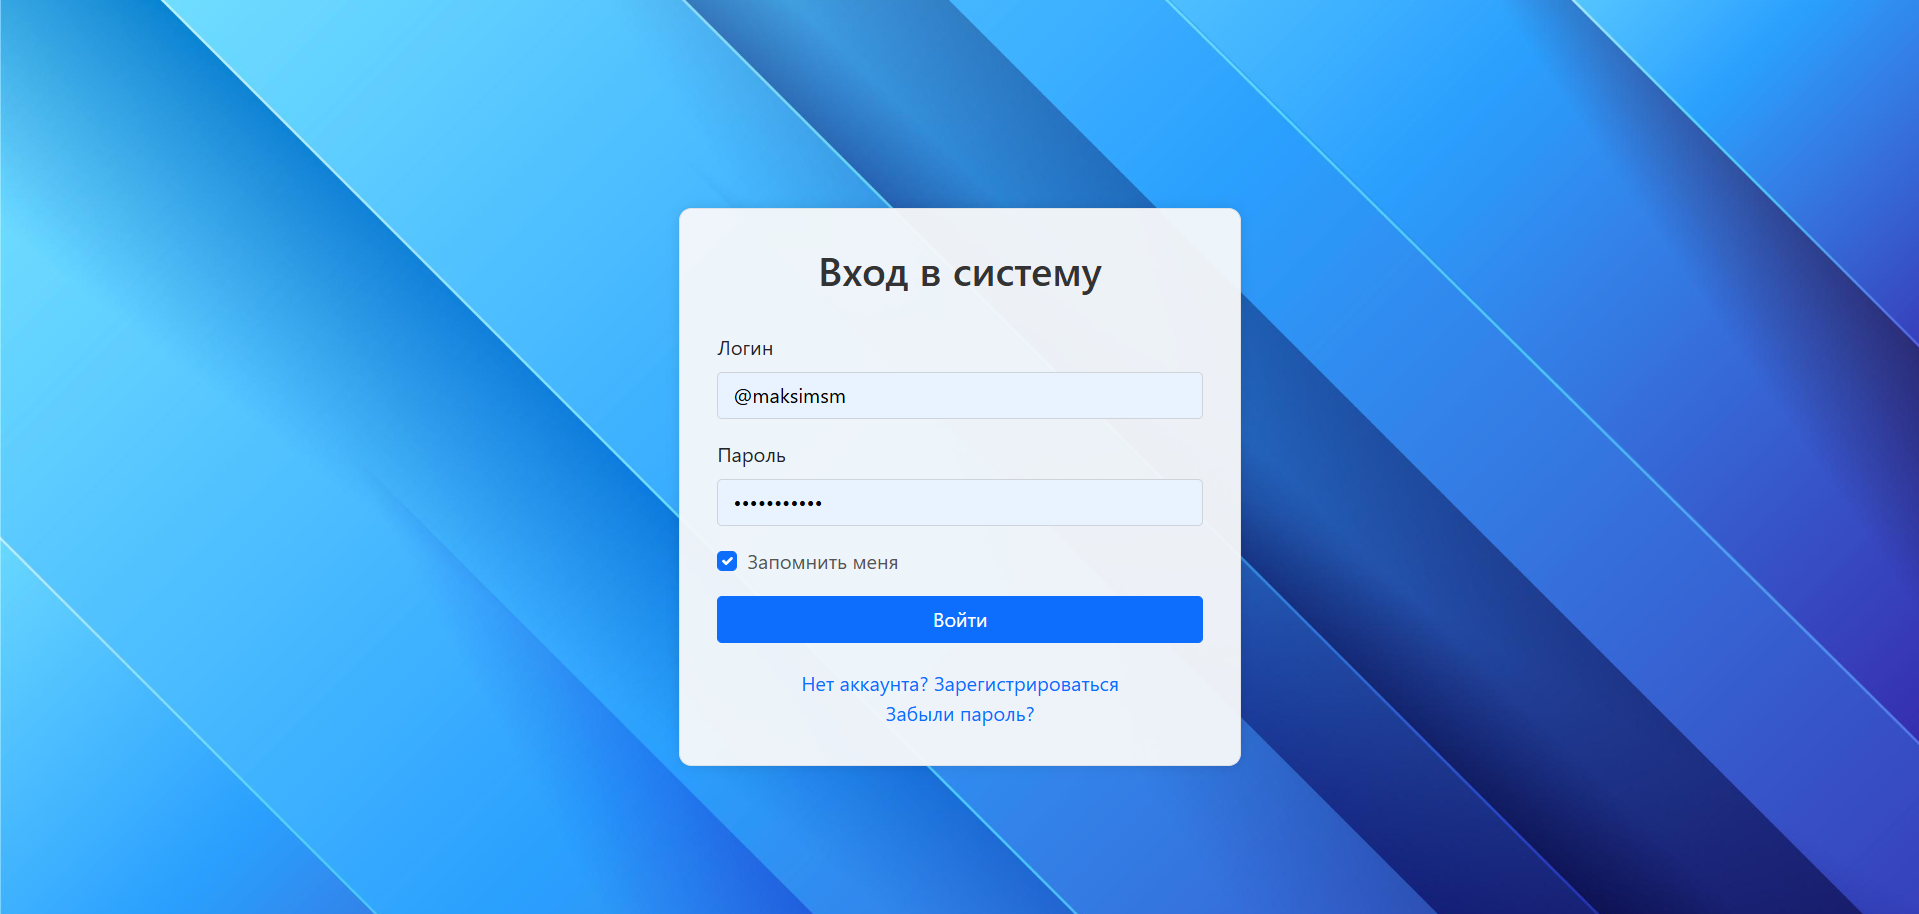 Вход в систему
Логин
@maksimsm
Пароль
•••••••••••
Запомнить меня
Войти
Нет аккаунта? Зарегистрироваться
Забыли пароль?